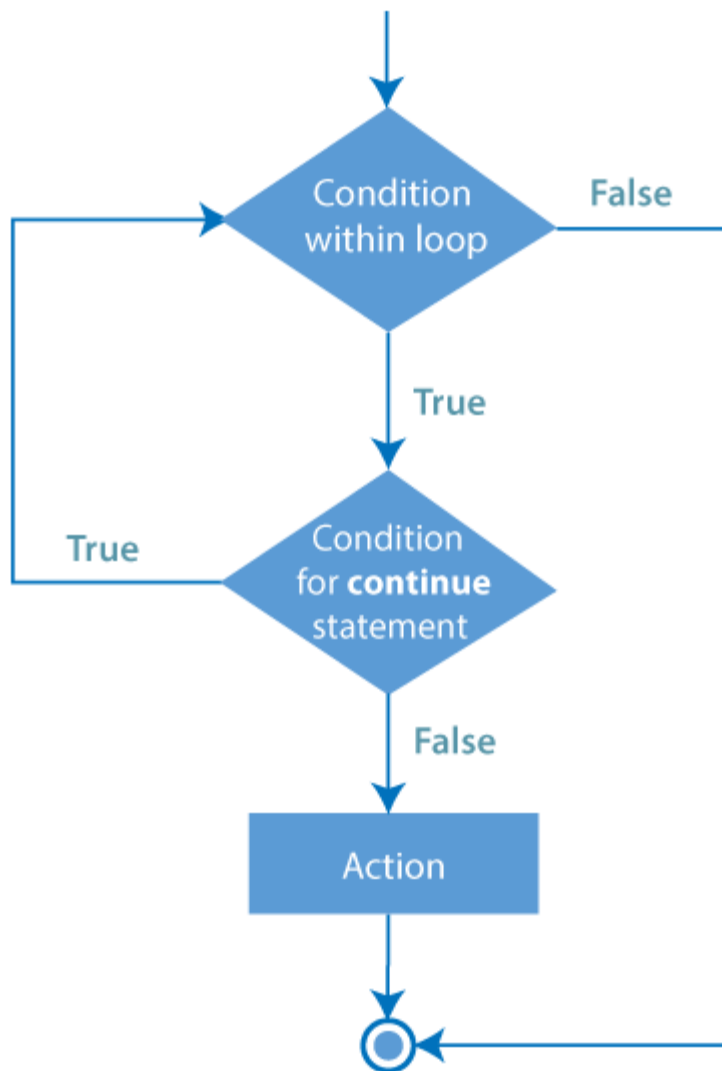 Condition
within loop
False
True
True
Condition
for continue
statement
False
Action